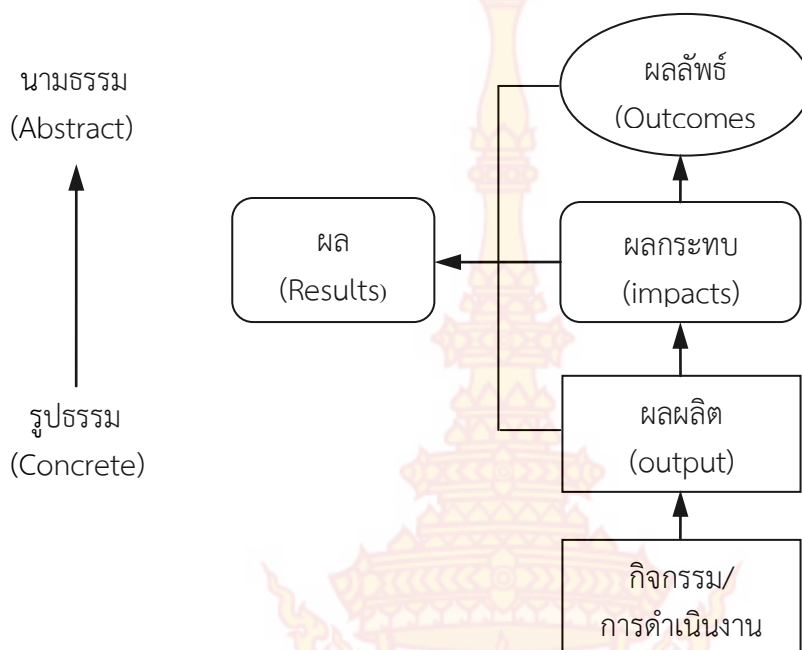 นามธรรม
(Abstract)
ผลลัพธ์
(Outcomes
ผล
(Results)
ผลกระทบ
(impacts)
รูปธรรม
(Concrete)
ผลผลิต
(output)
กิจกรรม/
การดำเนินงาน